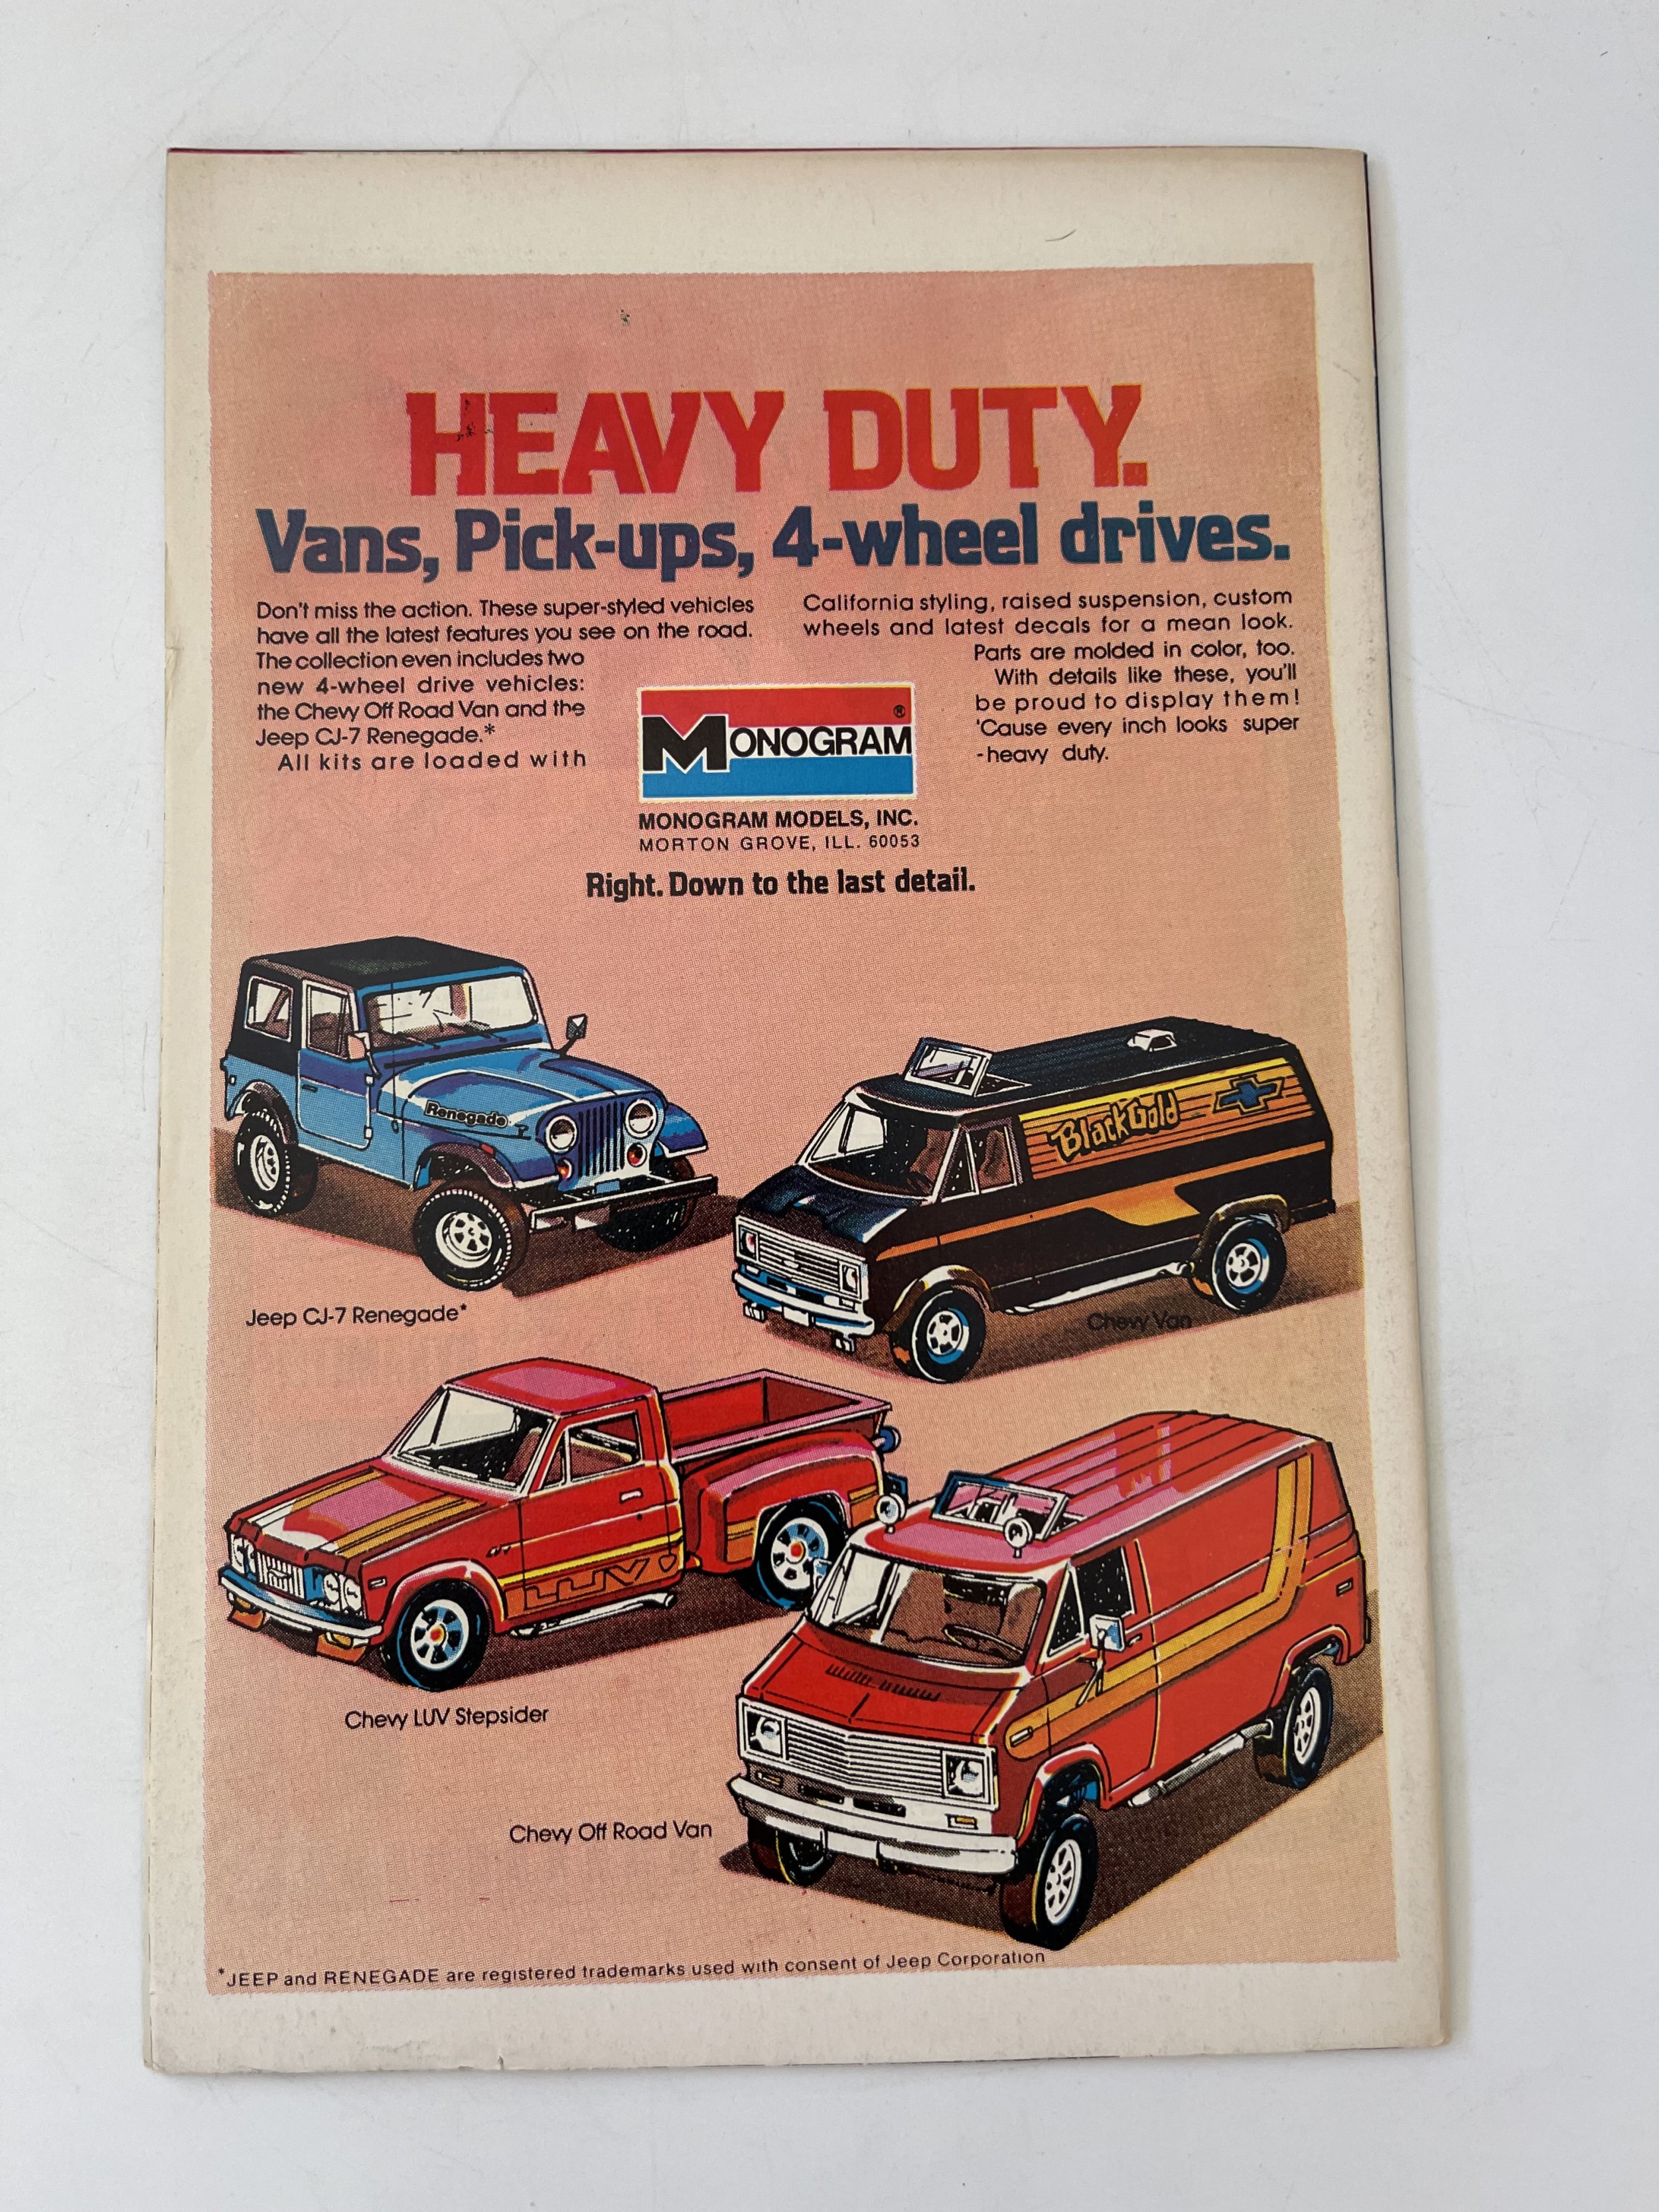 HEAVY DUTY.
Vans, Pick-ups, 4-wheel drives.
Don't miss the action. These super-styled vehicles
have all the latest features you see on the road.
The collection even includes two
new 4-wheel drive vehicles:
the Chevy Off Road Van and the
Jeep CJ-7 Renegade.*
All kits are loaded with
California styling, raised suspension, custom
wheels and latest decals for a mean look.
Parts are molded in color, too.
With details like these, you'll
be proud to display them!
'Cause every inch looks super
-heavy duty.
MONOGRAM ®
MONOGRAM MODELS, INC.
MORTON GROVE, ILL. 60053
Right. Down to the last detail.
Renegade
Black Gold
Jeep CJ-7 Renegade*
Chevy Van
LUV
Chevy LUV Stepsider
Chevy Off Road Van
*JEEP and RENEGADE are registered trademarks used with consent of Jeep Corporation